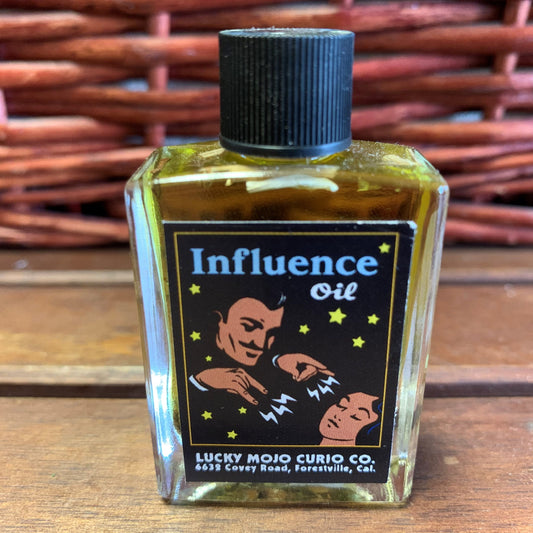 Influence
Oil
LUCKY MOJO CURIO CO.
6632 Covey Road, Forestville, Cal.